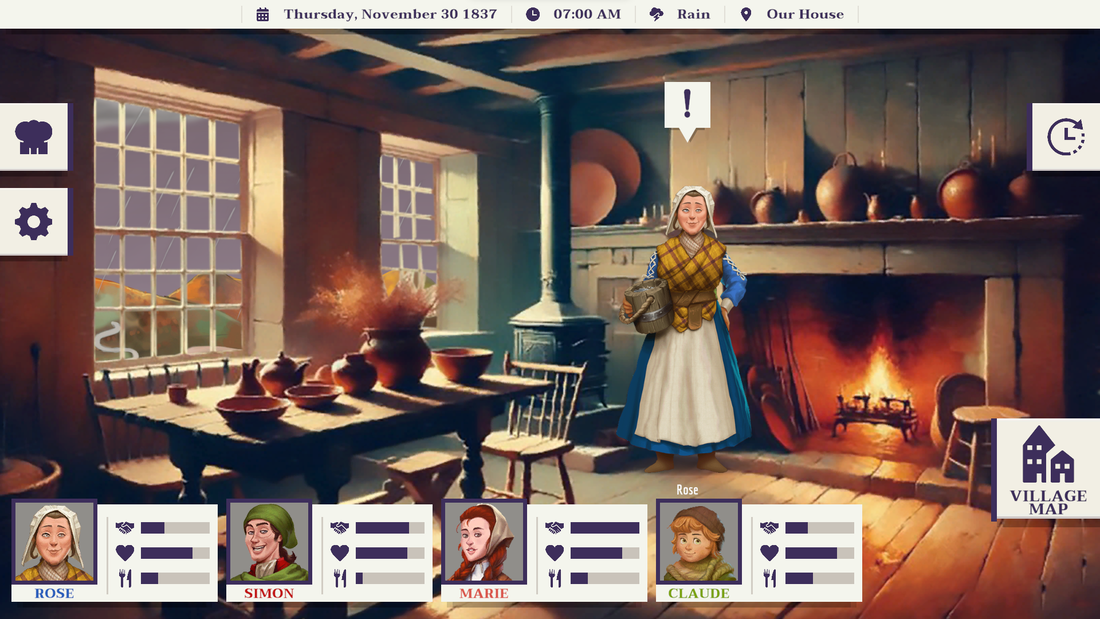 Thursday, November 30 1837
07:00 AM
Rain
Our House
!
Rose
VILLAGE
MAP
ROSE
SIMON
MARIE
CLAUDE